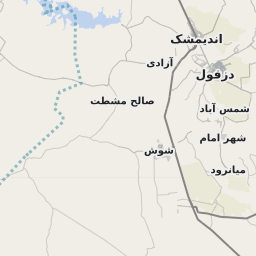 اندیمشک
آزادی
دزفول
صالح مشطت
شمس آباد
شهر امام
شوش
میانرود